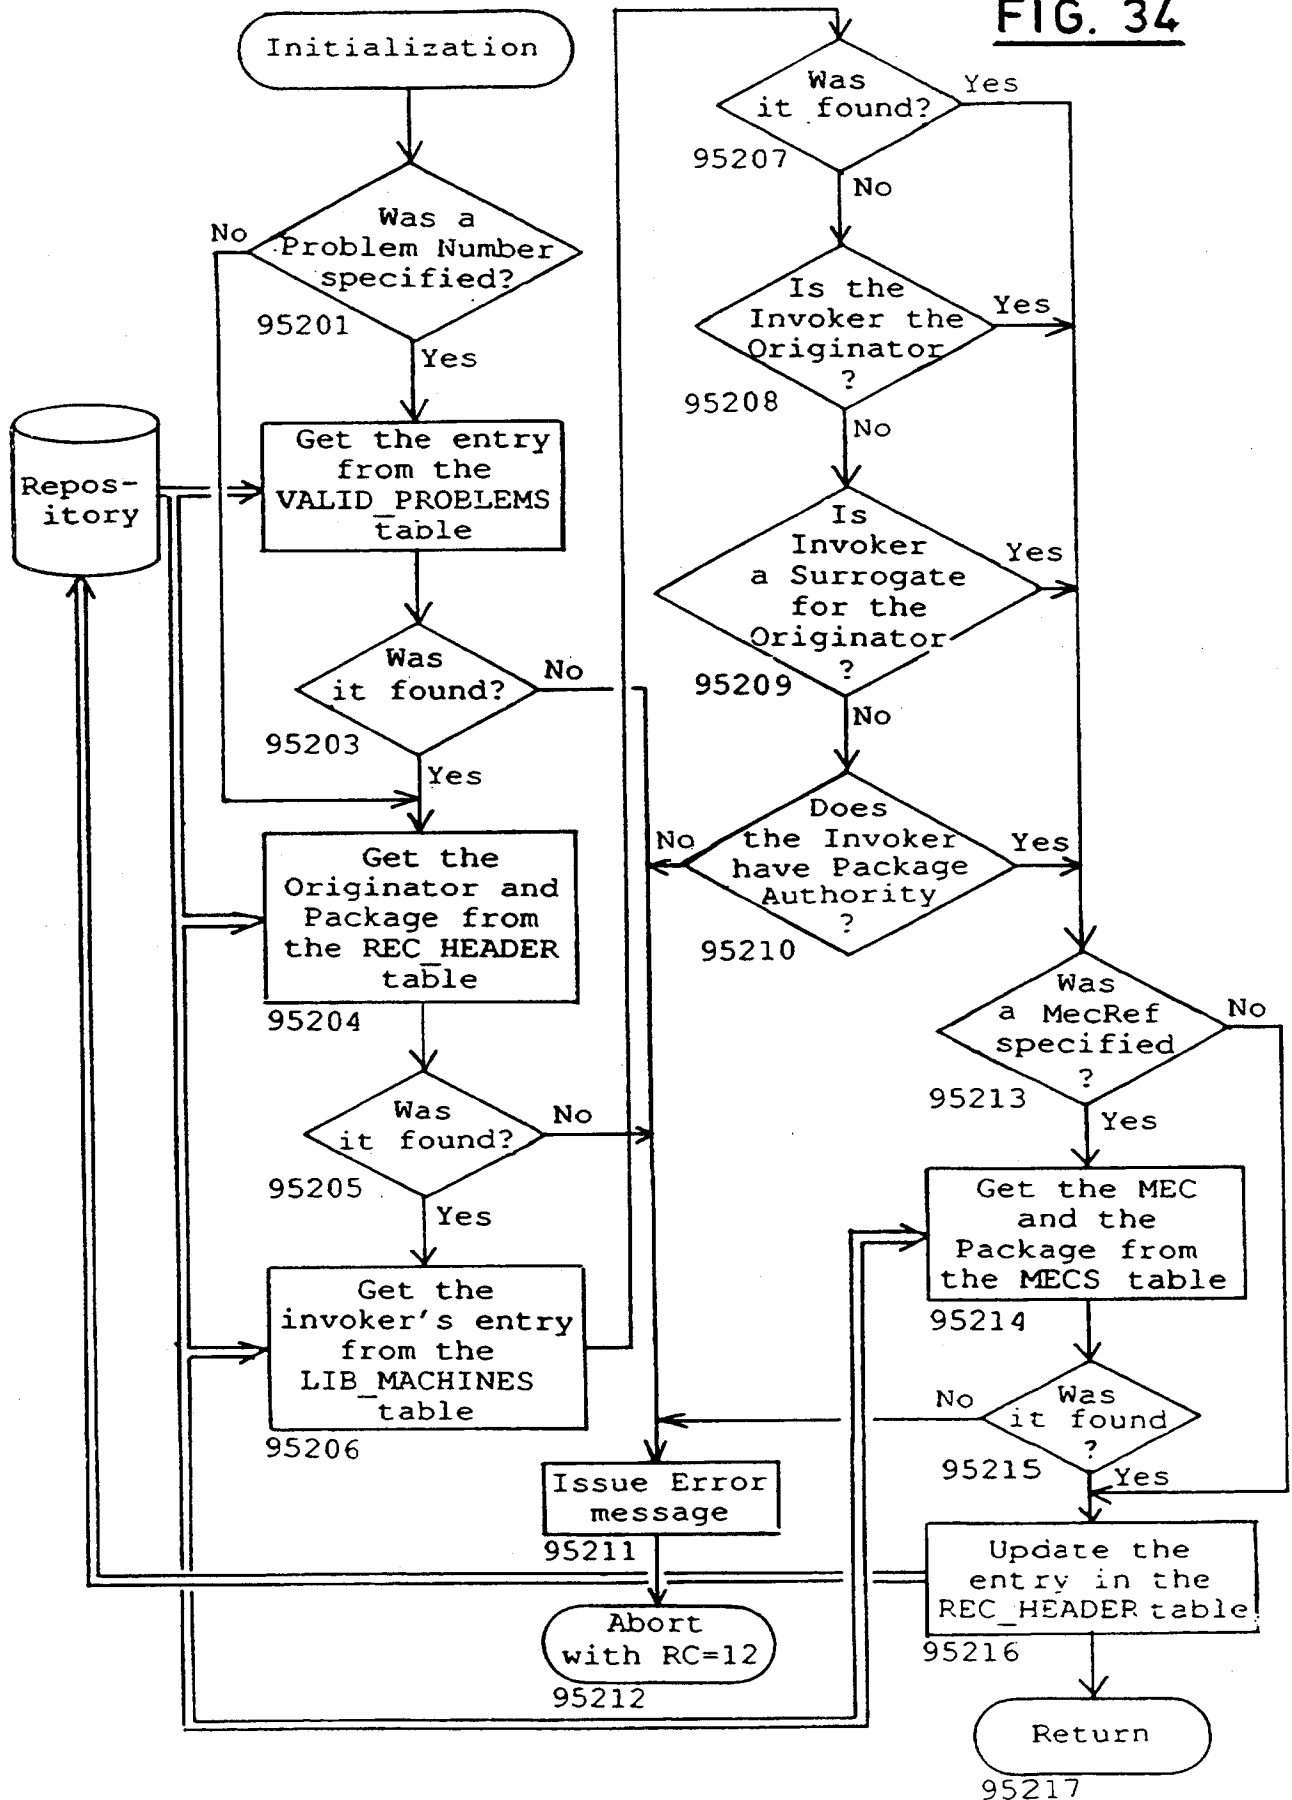 FIG. 34
Initialization
Was a
Problem Number
specified?
No
95201
Yes
Repos-
itory
Get the entry
from the
VALID_PROBLEMS
table
Was
it found?
No
95203
Yes
Get the
Originator and
Package from
the REC_HEADER
table
95204
Was
it found?
No
95205
Yes
Get the
invoker's entry
from the
LIB_MACHINES
table
95206
Was
it found?
Yes
95207
No
Is the
Invoker the
Originator
?
Yes
95208
No
Is
Invoker
a Surrogate
for the
Originator
?
Yes
95209
No
Does
the Invoker
have Package
Authority
?
No
Yes
95210
Was
a MecRef
specified
?
No
95213
Yes
Get the MEC
and the
Package from
the MECS table
95214
Was
it found
?
No
95215
Yes
Issue Error
message
95211
Abort
with RC=12
95212
Update the
entry in the
REC_HEADER table
95216
Return
95217